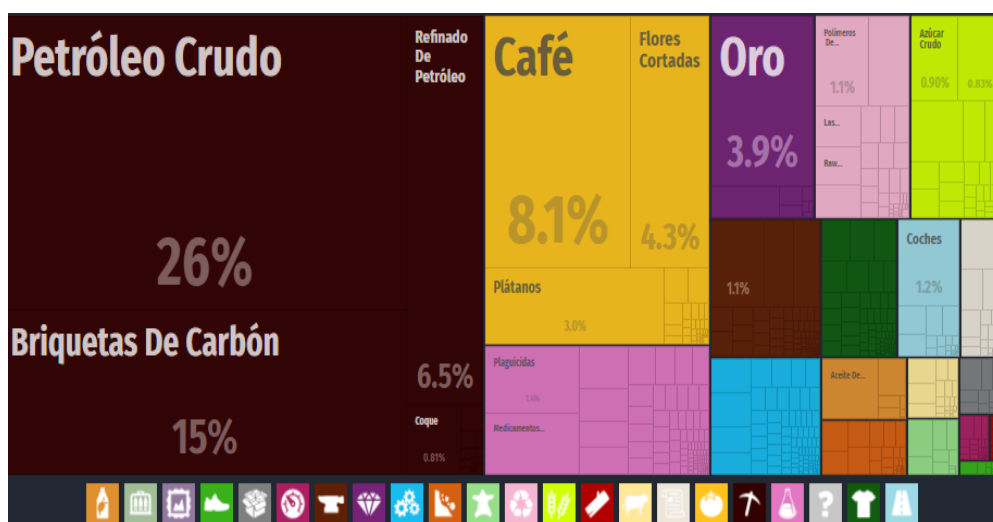 Petróleo Crudo
26%
Briquetas De Carbón
15%
Refinado
De
Petróleo
6.5%
Coque
0.81%
Café
8.1%
Flores
Cortadas
4.3%
Plátanos
3.0%
Plaguicidas
1.4%
Medicamentos...
Oro
3.9%
Polímeros
De...
1.1%
Las...
Raw...
Azúcar
Crudo
0.90%
0.83%
1.1%
Coches
1.2%
Aceite De...
?